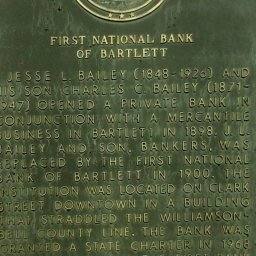 FIRST NATIONAL BANK
OF BARTLETT
JESSE L. BAILEY (1848-1926) AND
HIS SON CHARLES C. BAILEY (1871-
1947) OPENED A PRIVATE BANK IN
CONJUNCTION WITH A MERCANTILE
BUSINESS IN BARTLETT IN 1898. J. L.
BAILEY AND SON, BANKERS, WAS
REPLACED BY THE FIRST NATIONAL
BANK OF BARTLETT IN 1900. THE
INSTITUTION WAS LOCATED ON CLARK
STREET DOWNTOWN IN A BUILDING
THAT STRADDLED THE WILLIAMSON-
BELL COUNTY LINE. THE BANK WAS
GRANTED A STATE CHARTER IN 1968